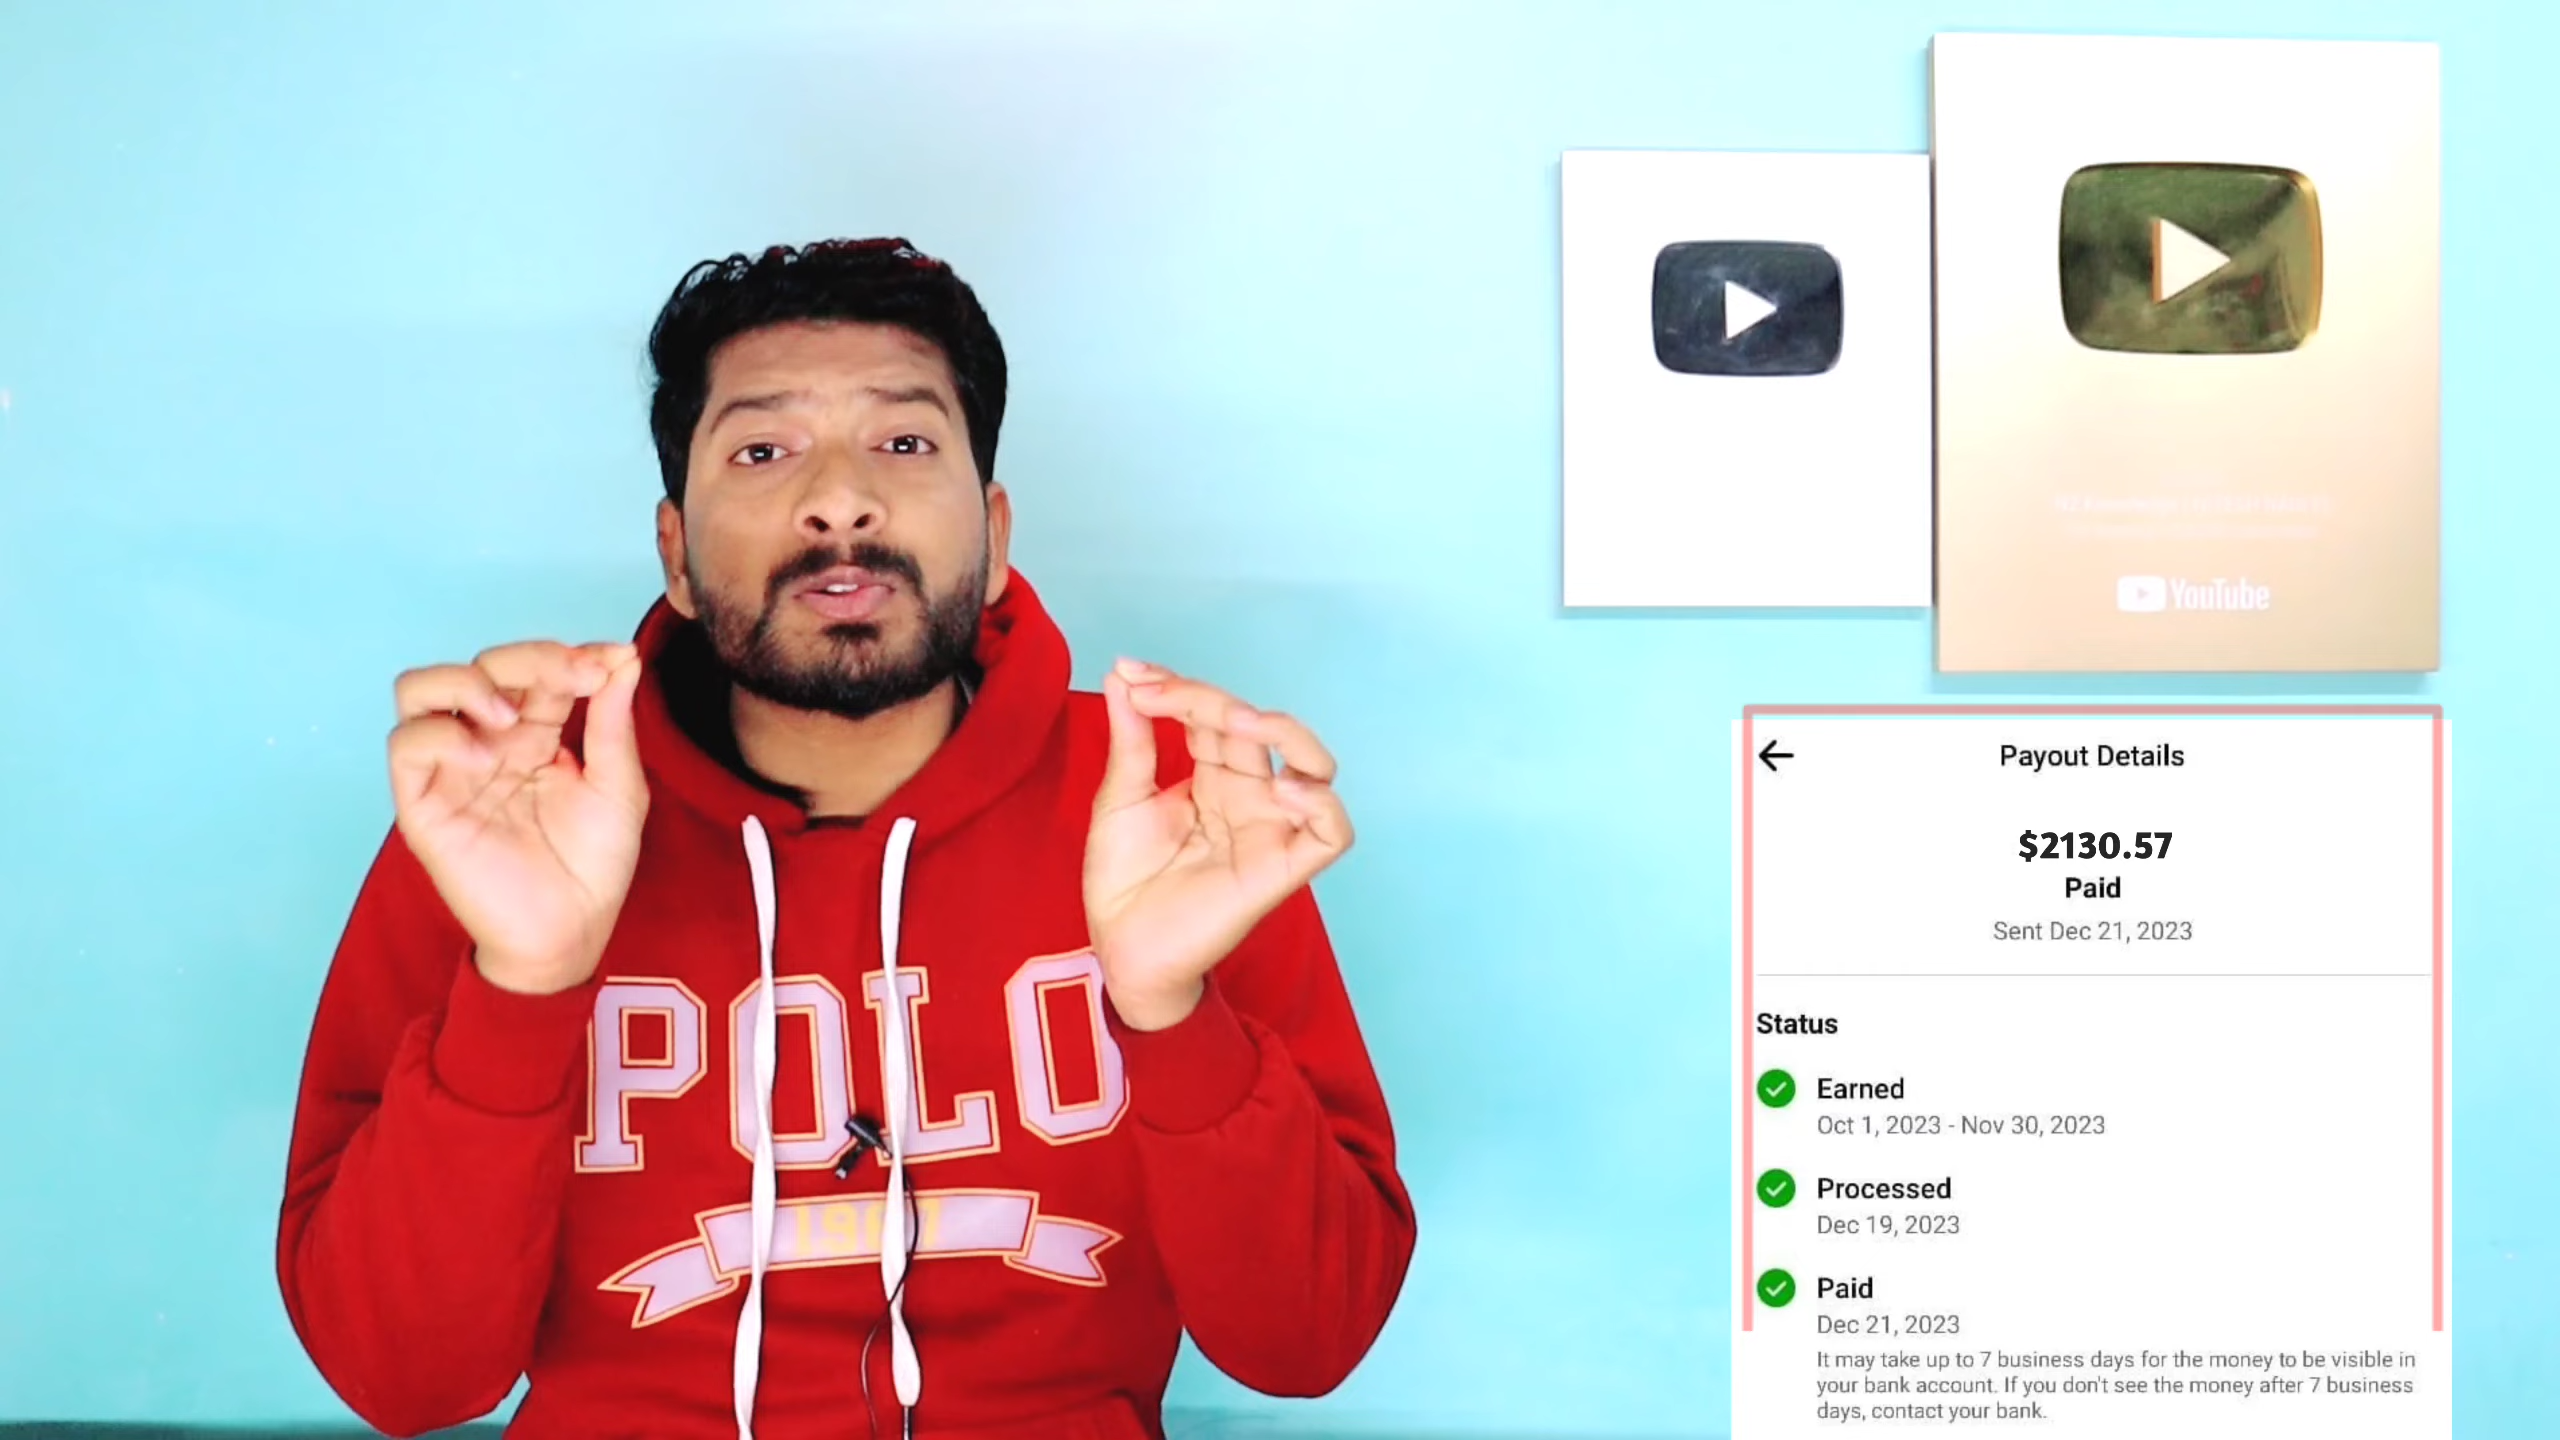 YouTube
Payout Details
$2130.57
Paid
Sent Dec 21, 2023
Status
Earned
Oct 1, 2023 - Nov 30, 2023
Processed
Dec 19, 2023
Paid
Dec 21, 2023
It may take up to 7 business days for the money to be visible in
your bank account. If you don't see the money after 7 business
days, contact your bank.
POLO